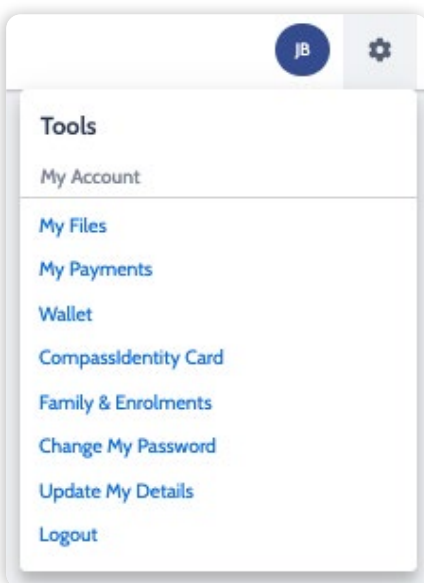 JB
Tools
My Account
My Files
My Payments
Wallet
CompassIdentity Card
Family & Enrolments
Change My Password
Update My Details
Logout